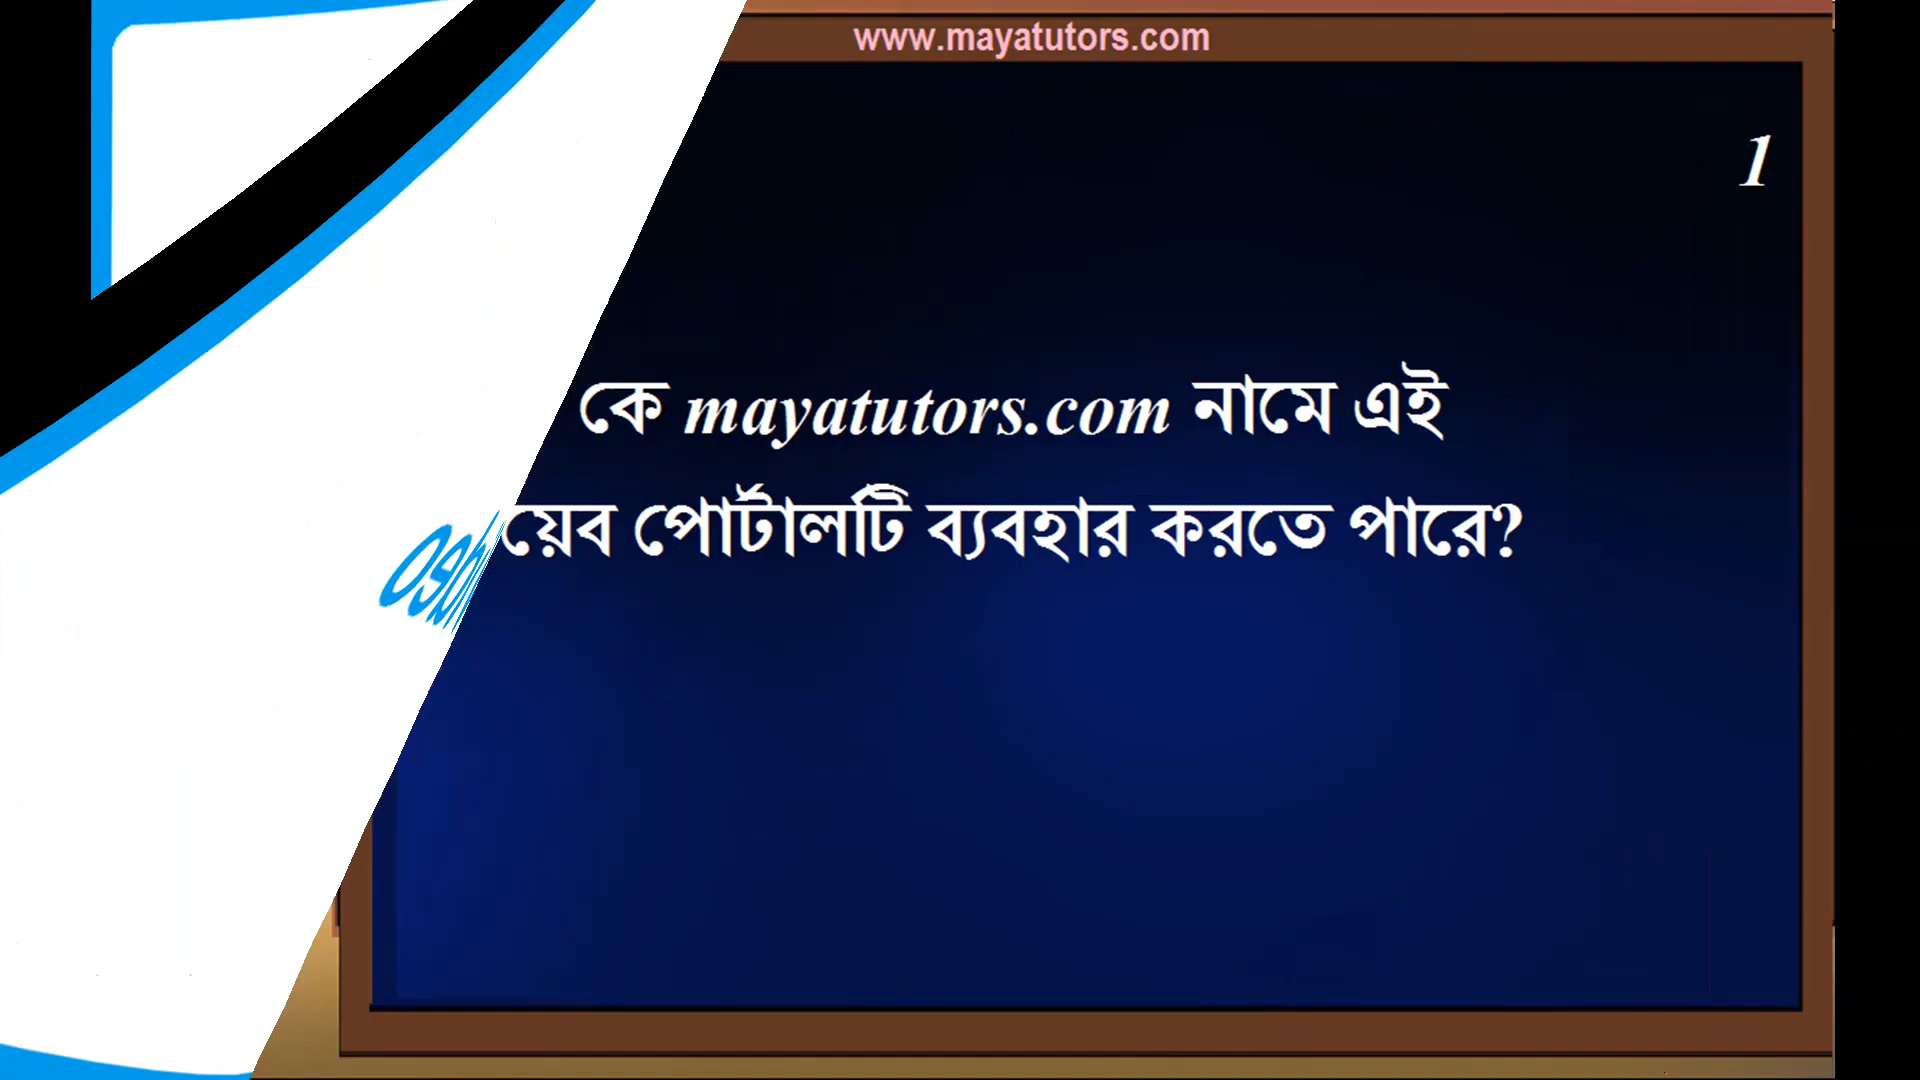 www.mayatutors.com
1
কে mayatutors.com নামে এই
য়েব পোর্টালটি ব্যবহার করতে পারে?